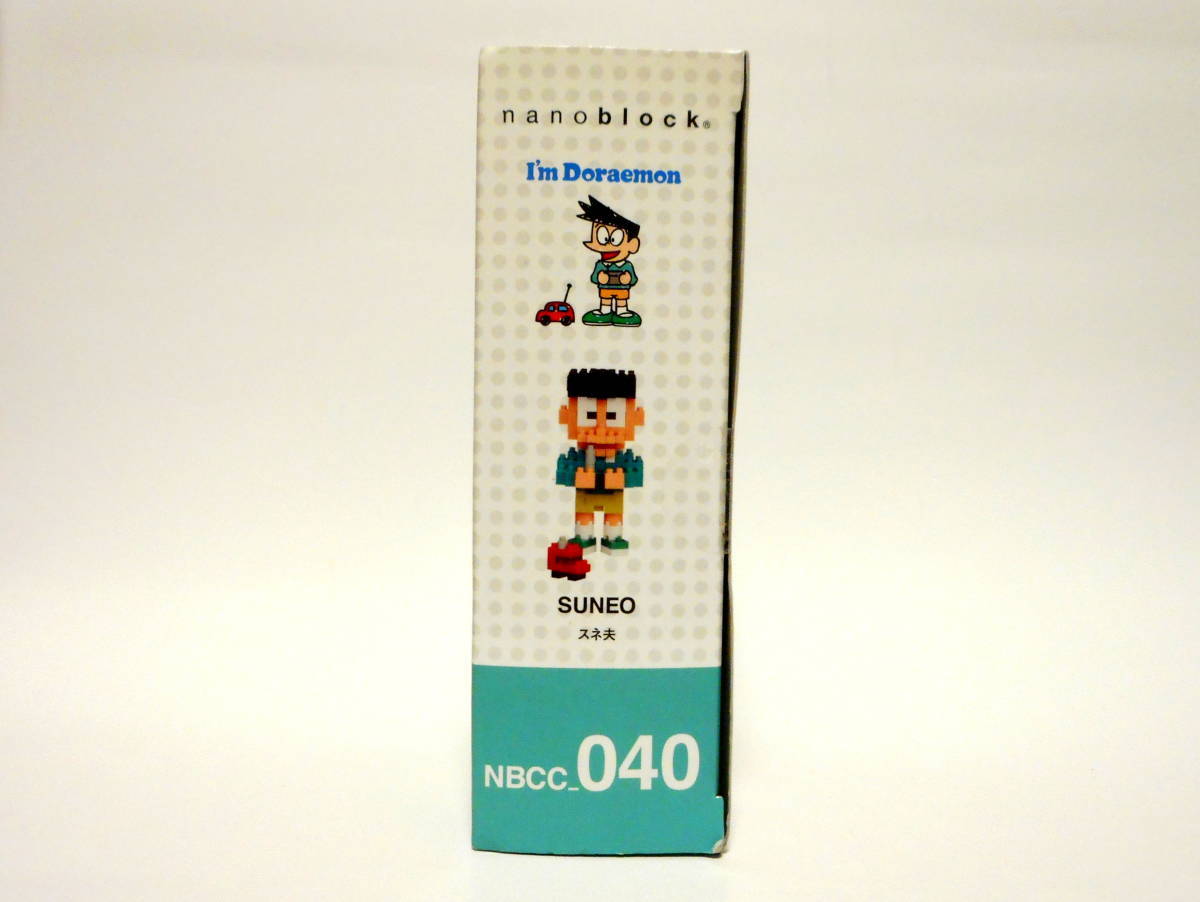 nanoblock®
I'm Doraemon
SUNEO
スネ夫
NBCC_040